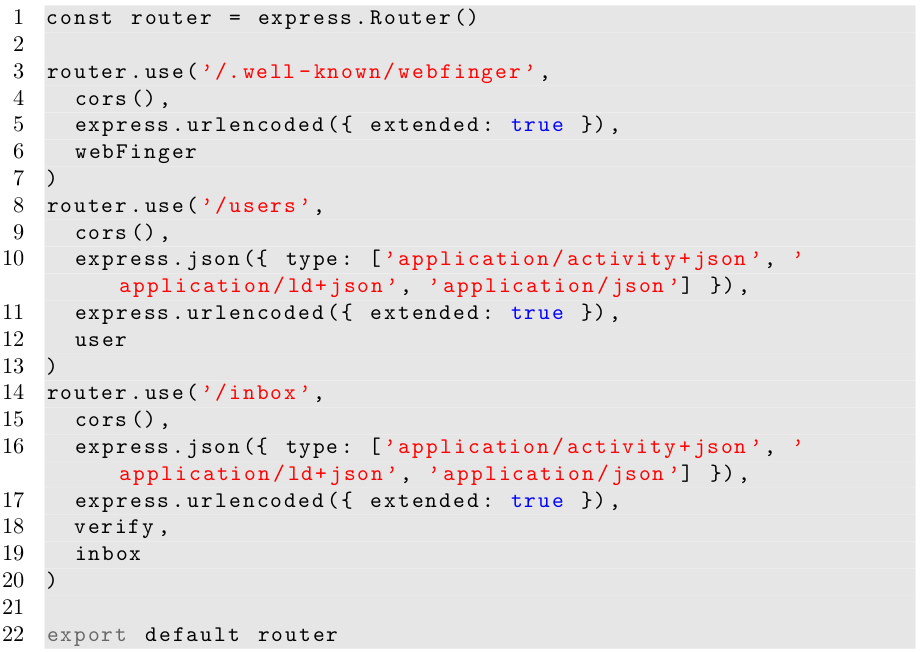 1 const router = express.Router()
2
3 router.use('/.well-known/webfinger',
4 cors(),
5 express.urlencoded({ extended: true }),
6 webFinger
7 )
8 router.use('/users',
9 cors(),
10 express.json({ type: ['application/activity+json', '
application/ld+json', 'application/json'] }),
11 express.urlencoded({ extended: true }),
12 user
13 )
14 router.use('/inbox',
15 cors(),
16 express.json({ type: ['application/activity+json', '
application/ld+json', 'application/json'] }),
17 express.urlencoded({ extended: true }),
18 verify,
19 inbox
20 )
21
22 export default router